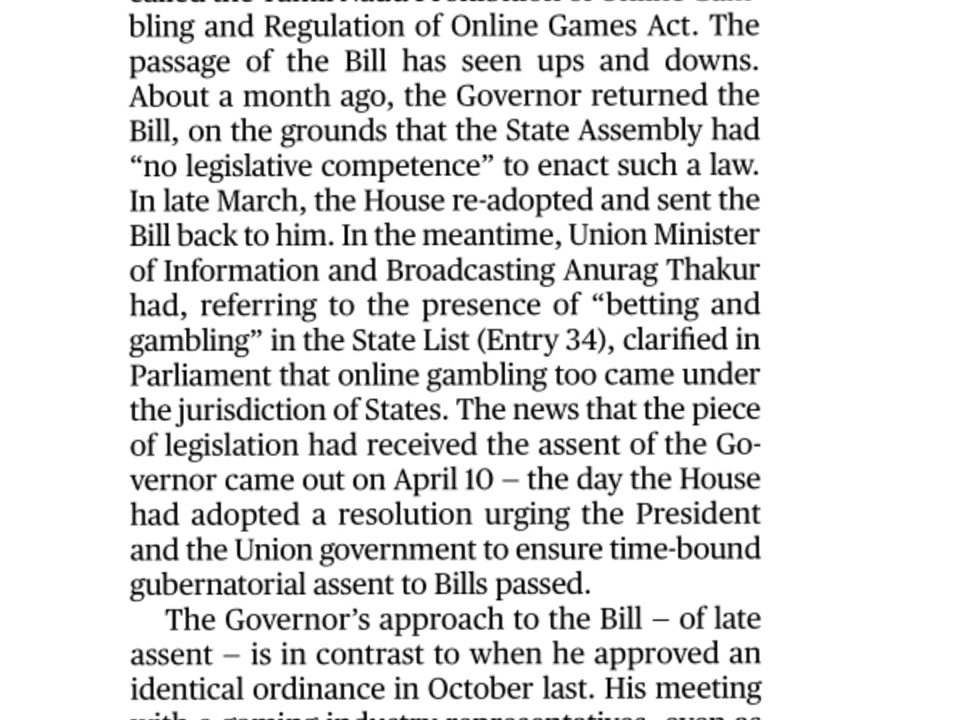 bling and Regulation of Online Games Act. The
passage of the Bill has seen ups and downs.
About a month ago, the Governor returned the
Bill, on the grounds that the State Assembly had
“no legislative competence” to enact such a law.
In late March, the House re-adopted and sent the
Bill back to him. In the meantime, Union Minister
of Information and Broadcasting Anurag Thakur
had, referring to the presence of “betting and
gambling” in the State List (Entry 34), clarified in
Parliament that online gambling too came under
the jurisdiction of States. The news that the piece
of legislation had received the assent of the Go-
vernor came out on April 10 – the day the House
had adopted a resolution urging the President
and the Union government to ensure time-bound
gubernatorial assent to Bills passed.
The Governor’s approach to the Bill – of late
assent – is in contrast to when he approved an
identical ordinance in October last. His meeting